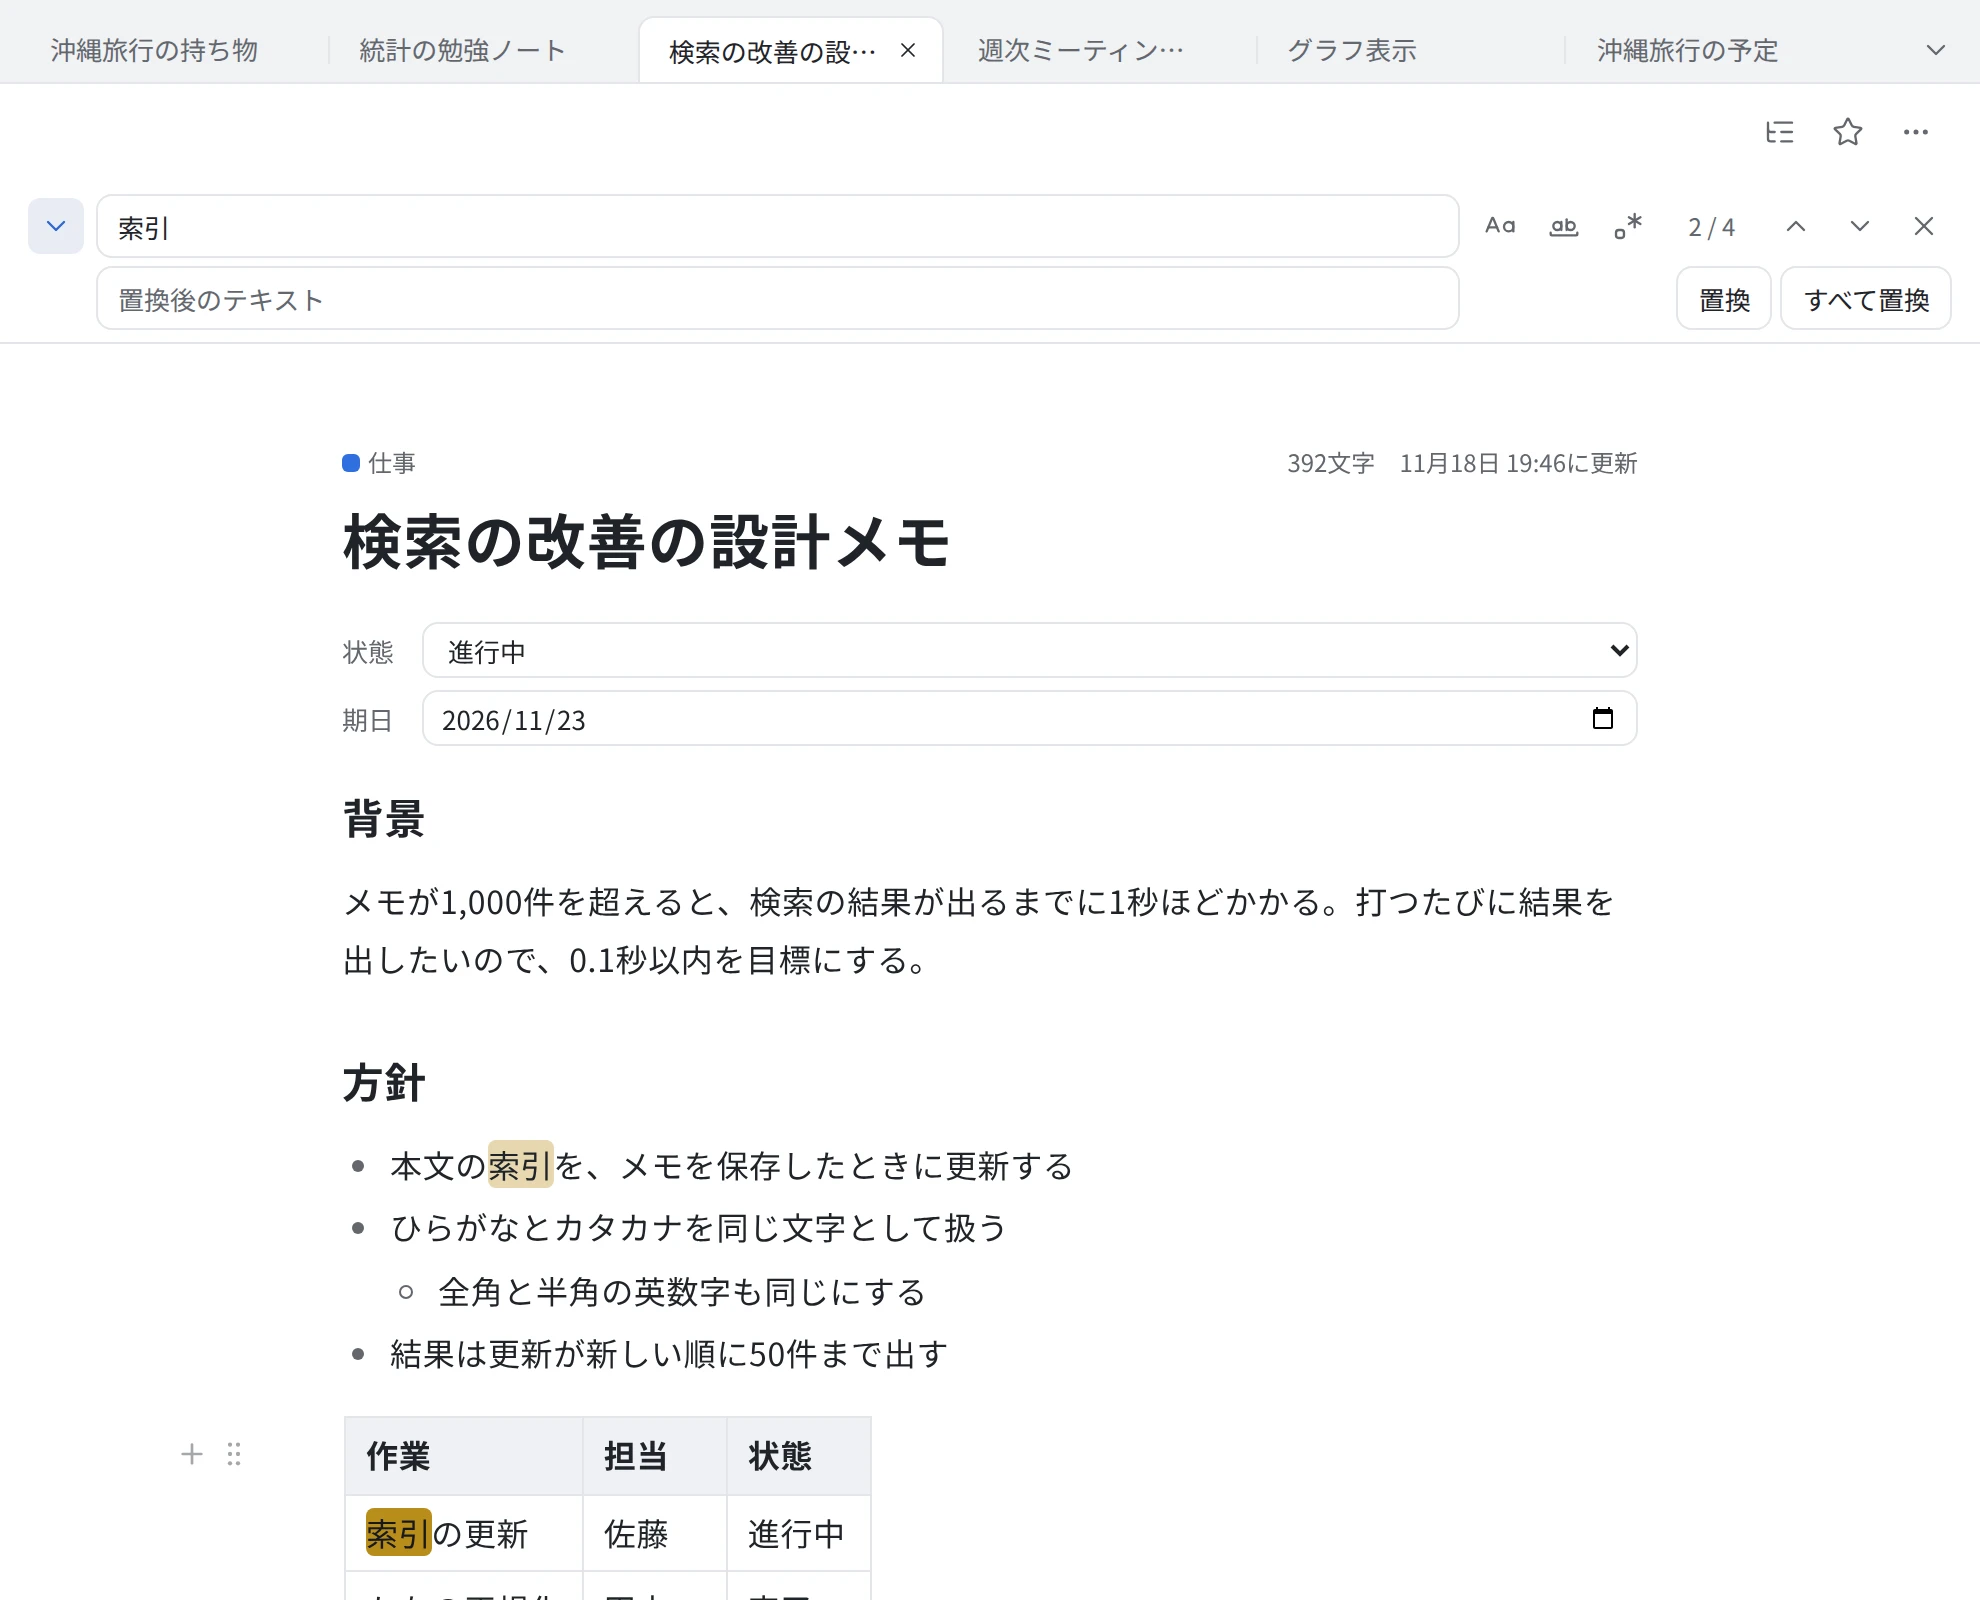 沖縄旅行の持ち物
統計の勉強ノート
検索の改善の設…
週次ミーティン…
グラフ表示
沖縄旅行の予定
索引
Aa
ab
2 / 4
置換後のテキスト
置換
すべて置換
仕事
392文字
11月18日 19:46に更新
検索の改善の設計メモ
状態
進行中
期日
2026/11/23
背景
メモが1,000件を超えると、検索の結果が出るまでに1秒ほどかかる。打つたびに結果を
出したいので、0.1秒以内を目標にする。
方針
本文の索引を、メモを保存したときに更新する
ひらがなとカタカナを同じ文字として扱う
全角と半角の英数字も同じにする
結果は更新が新しい順に50件まで出す
作業 担当 状態
索引の更新 佐藤 進行中